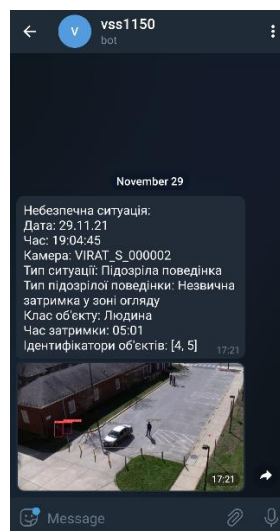 vss1150
bot
November 29
Небезпечна ситуація:
Дата: 29.11.21
Час: 19:04:45
Камера: VIRAT_S_000002
Тип ситуації: Підозріла поведінка
Тип підозрілої поведінки: Незвична
затримка у зоні огляду
Клас об'єкту: Людина
Час затримки: 05:01
Ідентифікатори об'єктів: [4, 5]
17:21
17:21
Message